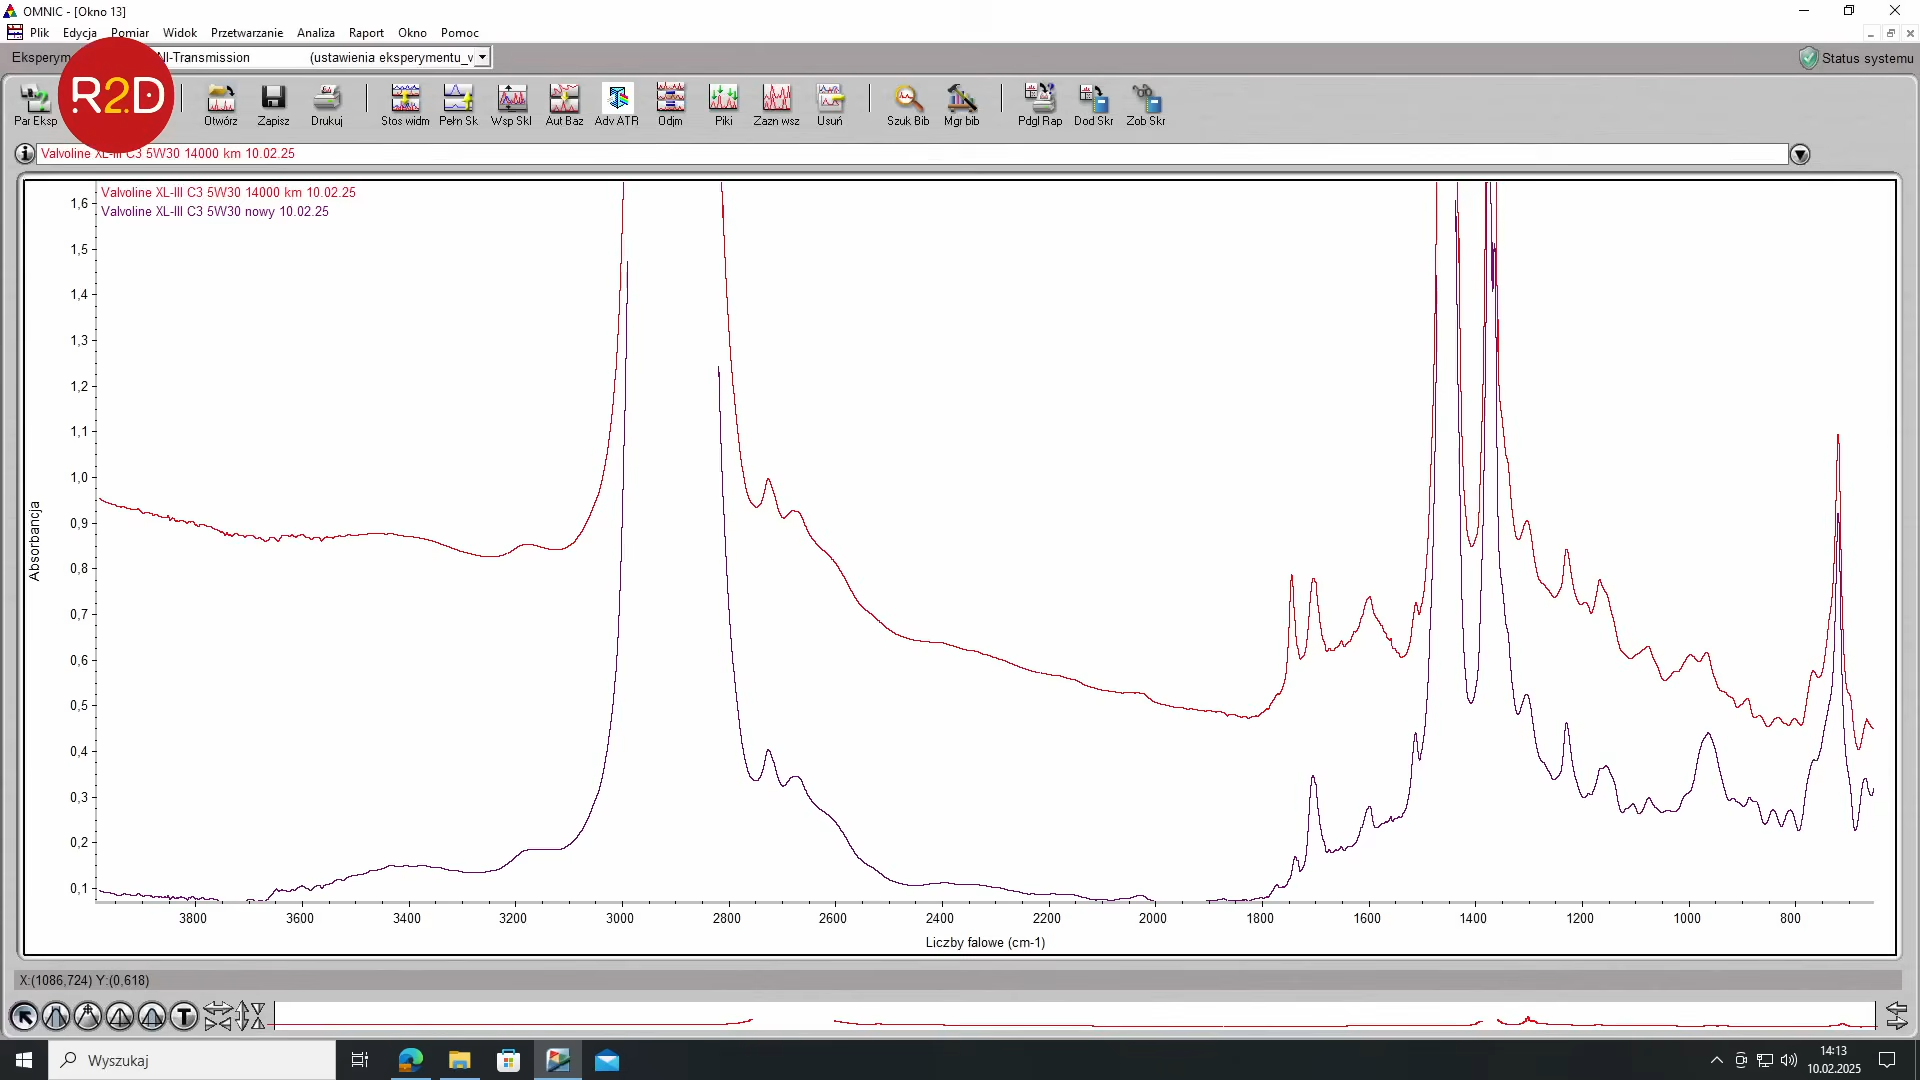 OMNIC - [Okno 13]
Plik Edycja Pomiar Widok Przetwarzanie Analiza Raport Okno Pomoc
Eksperym NI-Transmission (ustawienia eksperymentu_v Status systemu
R2D
Par Eksp Otwórz Zapisz Drukuj Stos widm Pełn Sk. Wsp Skl Aut Baz Adv ATR Odjm Piki Zazn wsz Usuń Szuk Bib Mgr bib Pdgl Rap Dod Skr Zob Skr
Valvoline XL-III C3 5W30 14000 km 10.02.25
Valvoline XL-III C3 5W30 14000 km 10.02.25
Valvoline XL-III C3 5W30 nowy 10.02.25
1,6
1,5
1,4
1,3
1,2
1,1
1,0
0,9
0,8
0,7
0,6
0,5
0,4
0,3
0,2
0,1
Absorbancja
3800 3600 3400 3200 3000 2800 2600 2400 2200 2000 1800 1600 1400 1200 1000 800
Liczby falowe (cm-1)
X:(1086,724) Y:(0,618)
T
Wyszukaj
14:13
10.02.2025